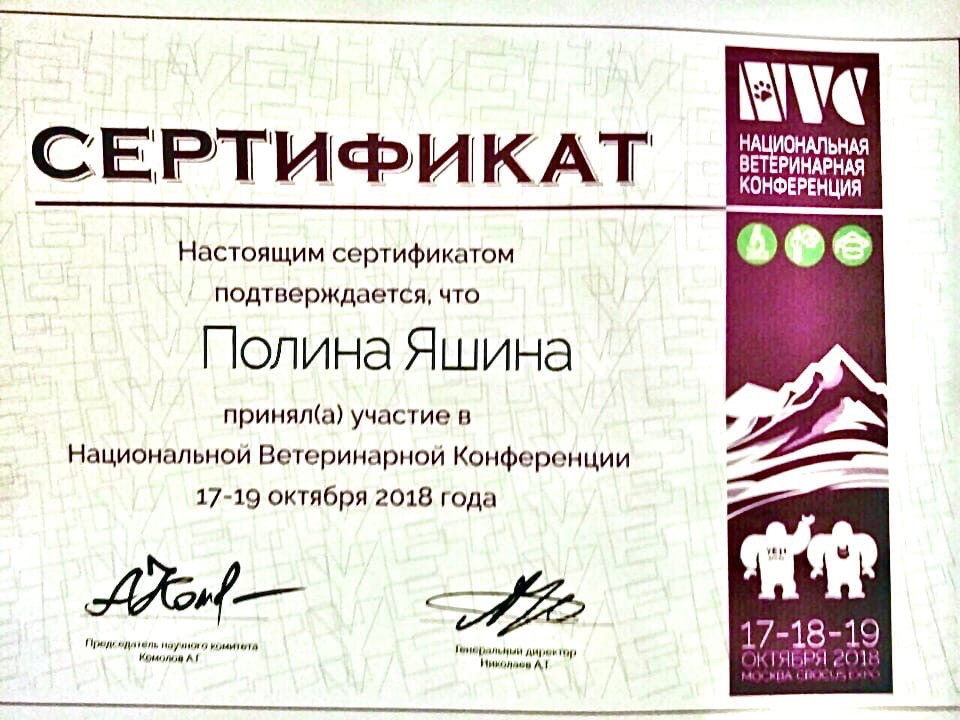 СЕРТИФИКАТ
Настоящим сертификатом
подтверждается, что
Полина Яшина
принял(а) участие в
Национальной Ветеринарной Конференции
17-19 октября 2018 года
Председатель научного комитета
Комолов А.Г.
Генеральный директор
Николаев А.Г.
NVC
НАЦИОНАЛЬНАЯ
ВЕТЕРИНАРНАЯ
КОНФЕРЕНЦИЯ
17-18-19
ОКТЯБРЯ 2018
МОСКВА CROCUS EXPO